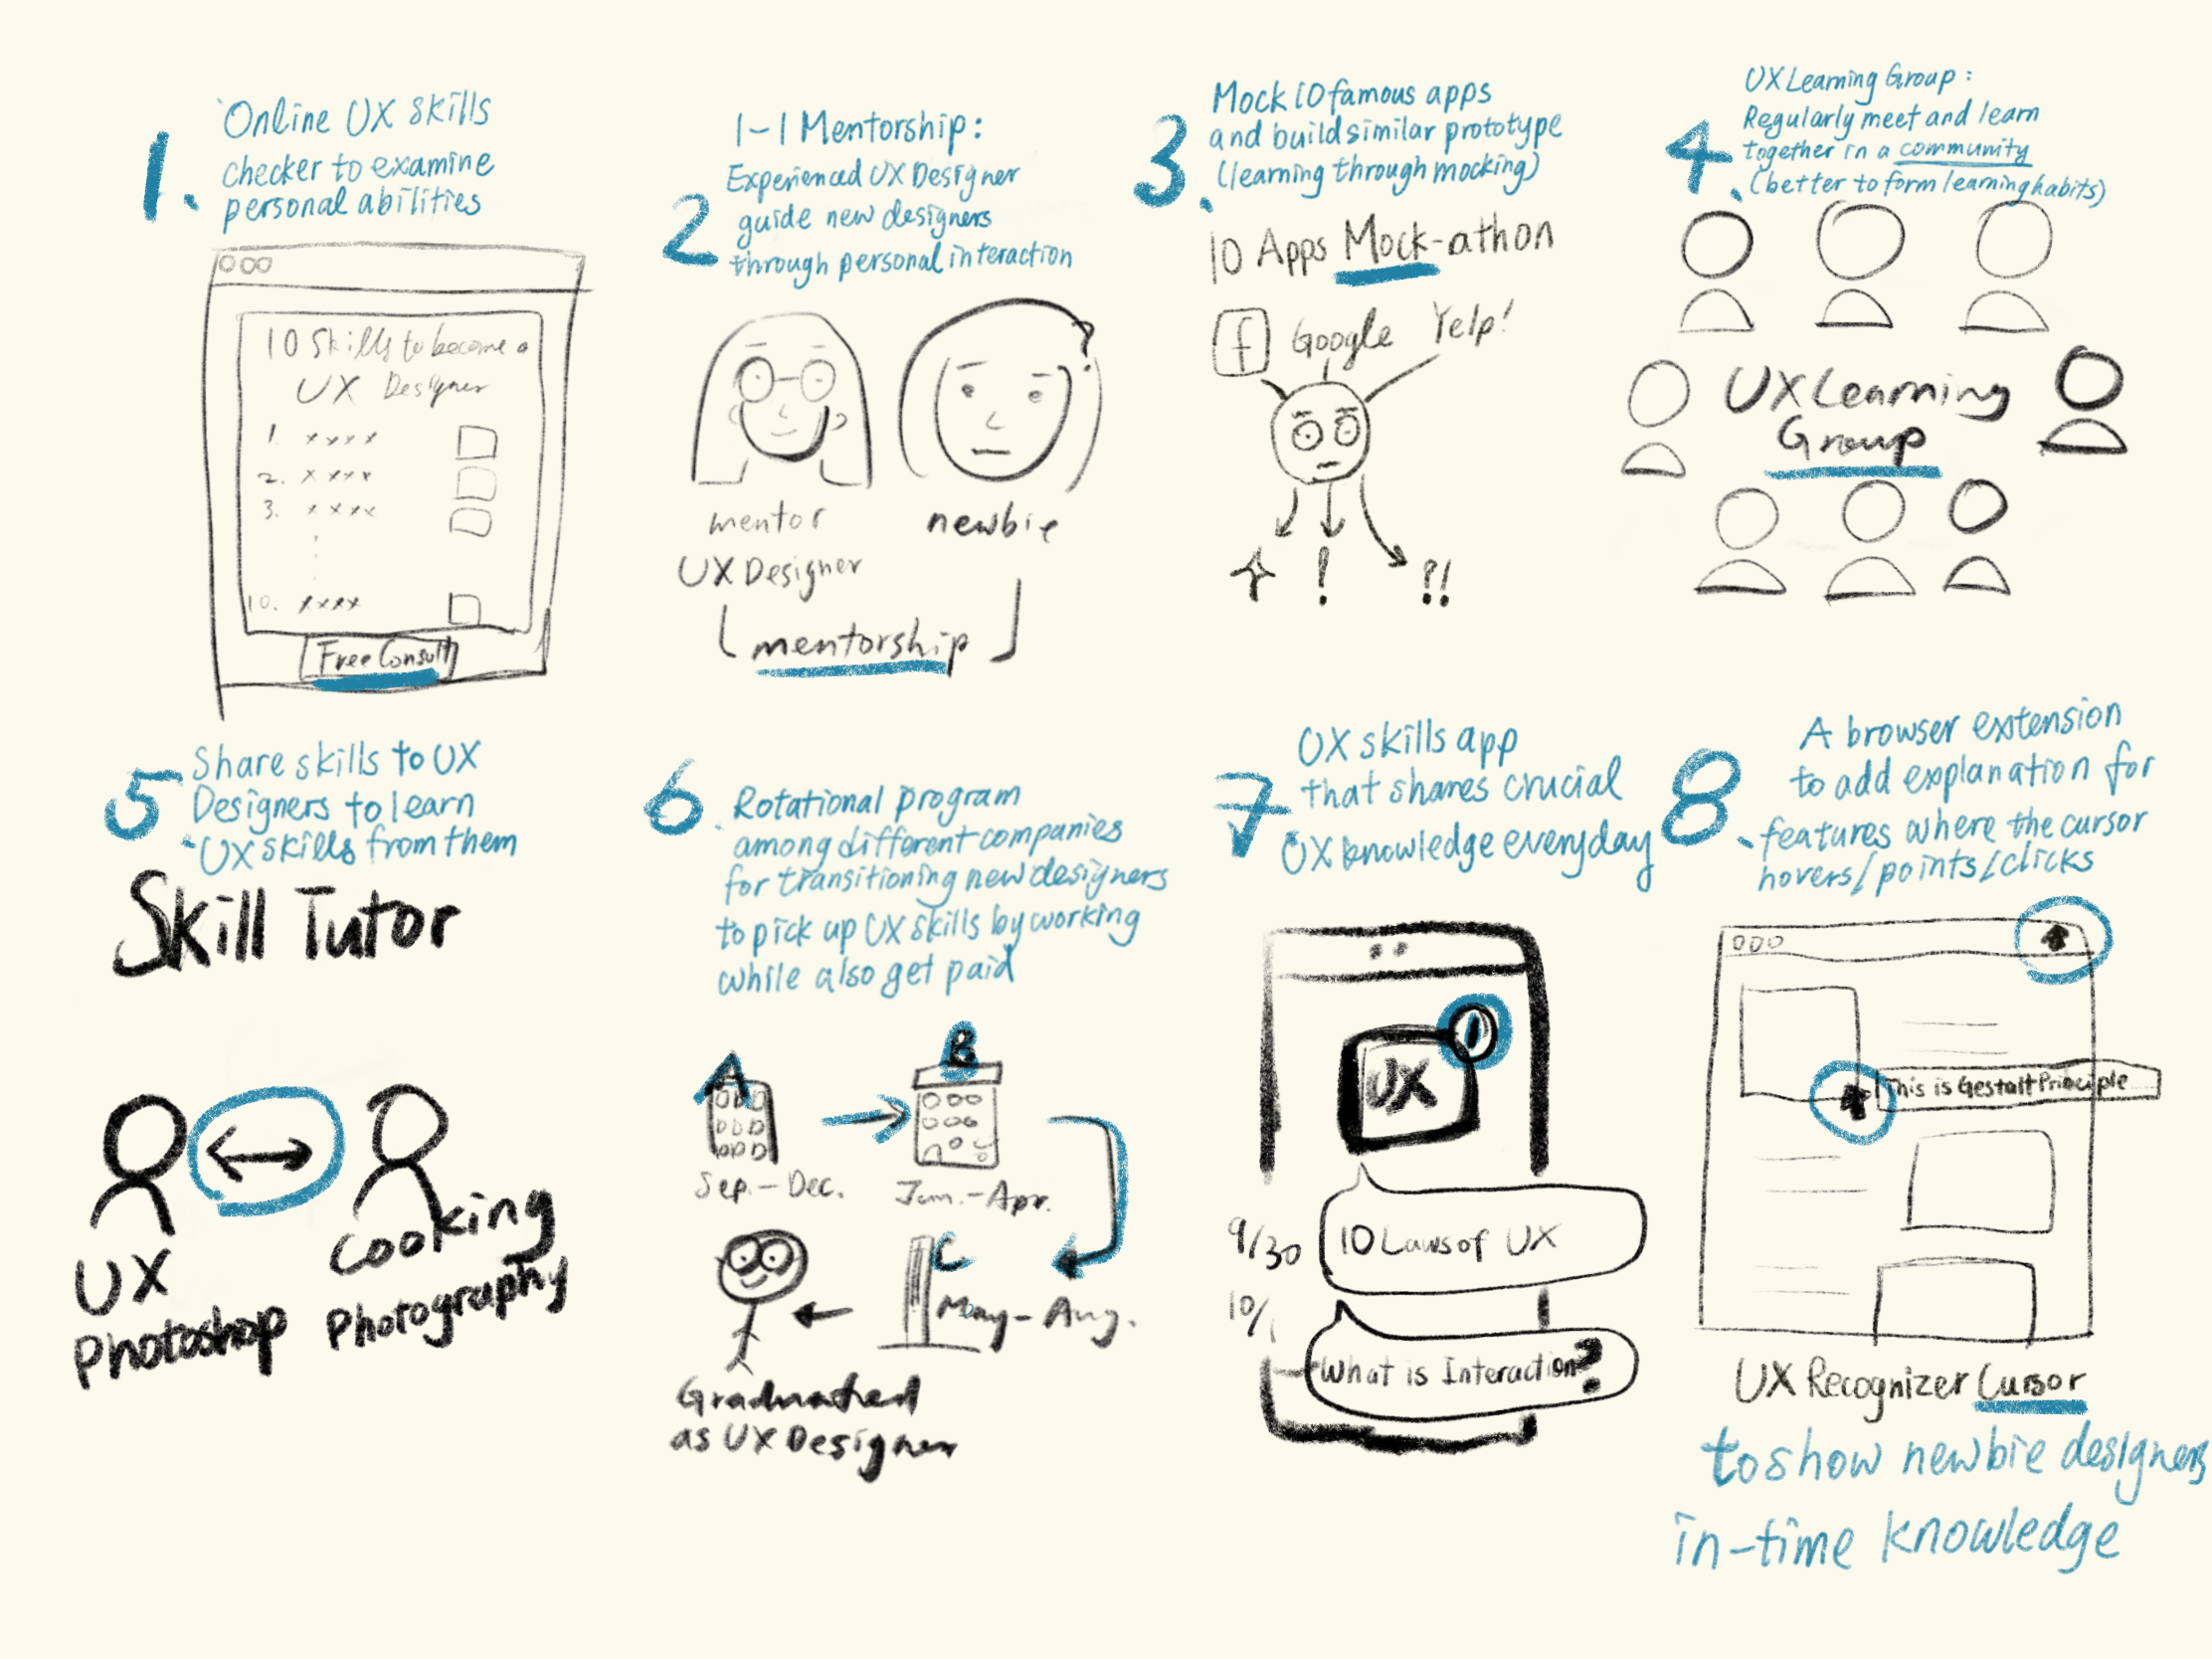 1.
Online UX skills
checker to examine
personal abilities
10 Skills to become a
UX Designer
1. xxxx
2. xxxx
3. xxxx
10. xxxx
Free Consult
2
1-1 Mentorship:
Experienced UX Designer
guide new designers
through personal interaction
?
mentor
newbie
UX Designer
mentorship
3.
Mock 10 famous apps
and build similar prototype
(learning through mocking)
10 Apps Mock-athon
f Google Yelp!
! ?!
4.
UX Learning Group:
Regularly meet and learn
together in a community
(better to form learning habits)
UX Learning
Group
5.
Share skills to UX
Designers to learn
UX skills from them
Skill Tutor
UX
Photoshop
Cooking
Photography
6.
Rotational program
among different companies
for transitioning new designers
to pick up UX skills by working
while also get paid
A
B
Sep.-Dec.
Jan.-Apr.
C
May-Aug.
Graduated
as UX Designer
7
UX skills app
that shares crucial
UX knowledge everyday
1
UX
9/30
10 Laws of UX
10/1
What is Interaction?
8.
A browser extension
to add explanation for
features where the cursor
hovers/points/clicks
This is Gestalt Principle
UX Recognizer Cursor
to show newbie designers
in-time knowledge